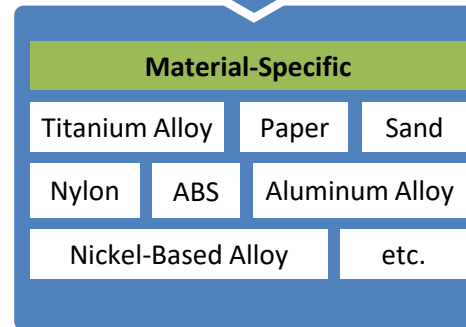 Material-Specific
Titanium Alloy Paper Sand
Nylon ABS Aluminum Alloy
Nickel-Based Alloy etc.